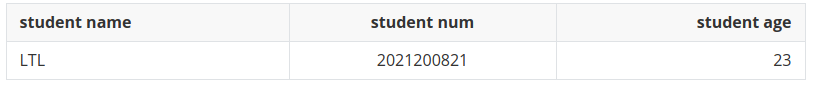 student name student num student age
LTL 2021200821 23